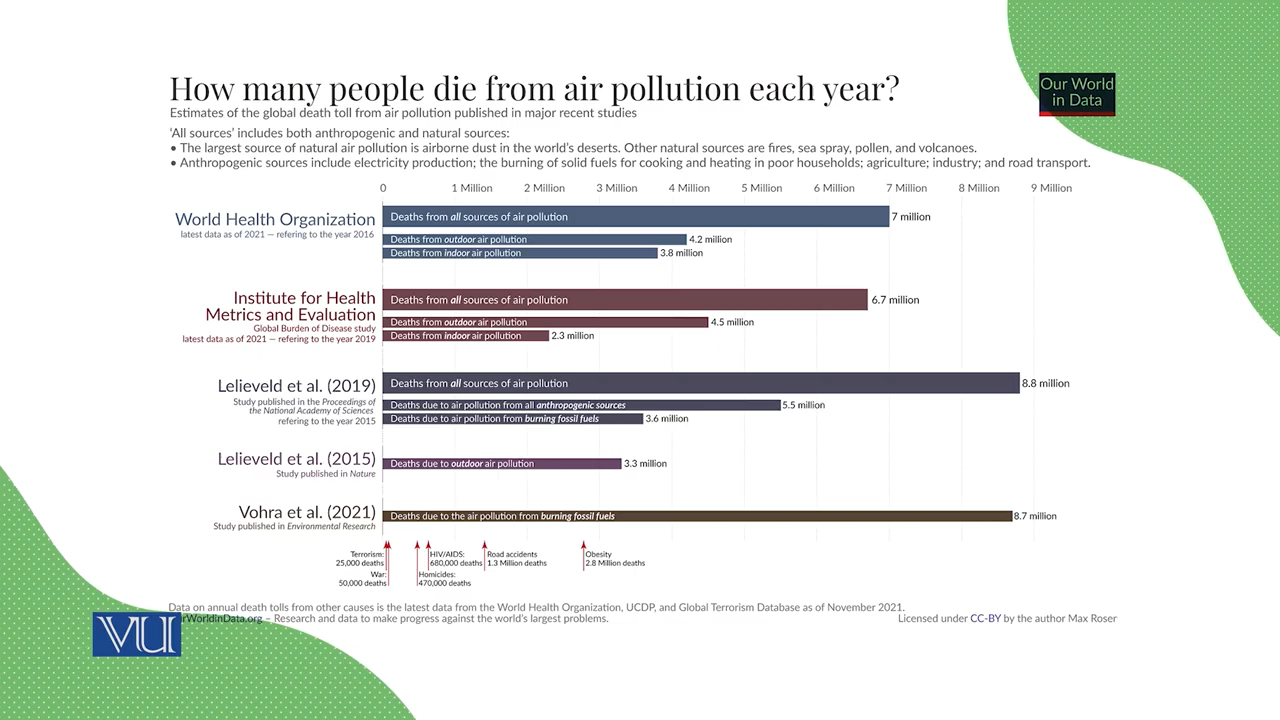 How many people die from air pollution each year?
Our World
in Data
Estimates of the global death toll from air pollution published in major recent studies
‘All sources’ includes both anthropogenic and natural sources:
• The largest source of natural air pollution is airborne dust in the world’s deserts. Other natural sources are fires, sea spray, pollen, and volcanoes.
• Anthropogenic sources include electricity production; the burning of solid fuels for cooking and heating in poor households; agriculture; industry; and road transport.
0 1 Million 2 Million 3 Million 4 Million 5 Million 6 Million 7 Million 8 Million 9 Million
World Health Organization
latest data as of 2021 — refering to the year 2016
Deaths from all sources of air pollution 7 million
Deaths from outdoor air pollution 4.2 million
Deaths from indoor air pollution 3.8 million
Institute for Health
Metrics and Evaluation
Global Burden of Disease study
latest data as of 2021 — refering to the year 2019
Deaths from all sources of air pollution 6.7 million
Deaths from outdoor air pollution 4.5 million
Deaths from indoor air pollution 2.3 million
Lelieveld et al. (2019)
Study published in the Proceedings of
the National Academy of Sciences
refering to the year 2015
Deaths from all sources of air pollution 8.8 million
Deaths due to air pollution from all anthropogenic sources 5.5 million
Deaths due to air pollution from burning fossil fuels 3.6 million
Lelieveld et al. (2015)
Study published in Nature
Deaths due to outdoor air pollution 3.3 million
Vohra et al. (2021)
Study published in Environmental Research
Deaths due to the air pollution from burning fossil fuels 8.7 million
Terrorism:
25,000 deaths
War:
50,000 deaths
HIV/AIDS:
680,000 deaths
Homicides:
470,000 deaths
Road accidents
1.3 Million deaths
Obesity
2.8 Million deaths
Data on annual death tolls from other causes is the latest data from the World Health Organization, UCDP, and Global Terrorism Database as of November 2021.
urWorldinData.org – Research and data to make progress against the world’s largest problems.
Licensed under CC-BY by the author Max Roser
VU